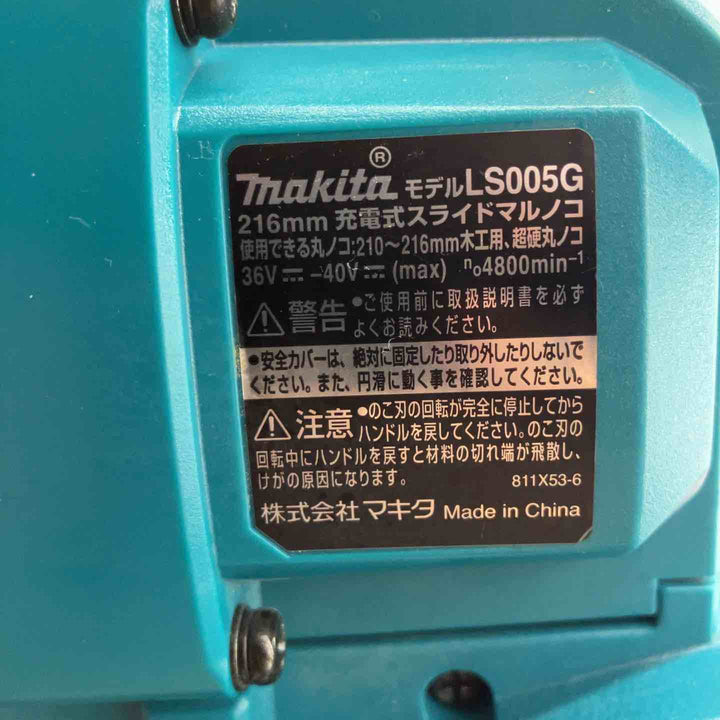 makita® モデルLS005G
216mm 充電式スライドマルノコ
使用できる丸ノコ:210～216mm木工用、超硬丸ノコ
36V⎓ –40V⎓ (max) n₀4800min⁻¹
⚠警告 •ご使用前に取扱説明書を必ず
よくお読みください。
•安全カバーは、絶対に固定したり取り外したりしないで
ください。また、円滑に動く事を確認してください。
⚠注意 •のこ刃の回転が完全に停止してから
ハンドルを戻してください。のこ刃の
回転中にハンドルを戻すと材料の切れ端が飛散し、
けがの原因になります。 811X53-6
株式会社マキタ Made in China